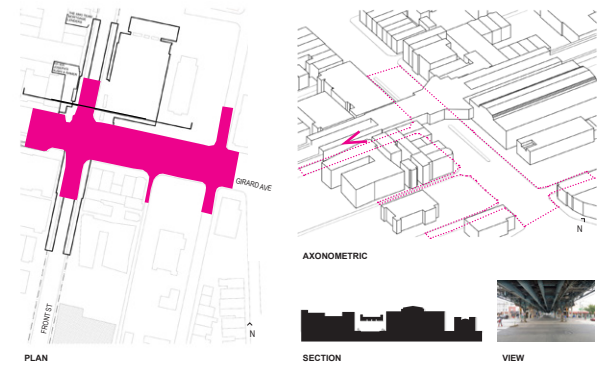 GIRARD AVE
FRONT ST
N
PLAN
N
AXONOMETRIC
SECTION
VIEW